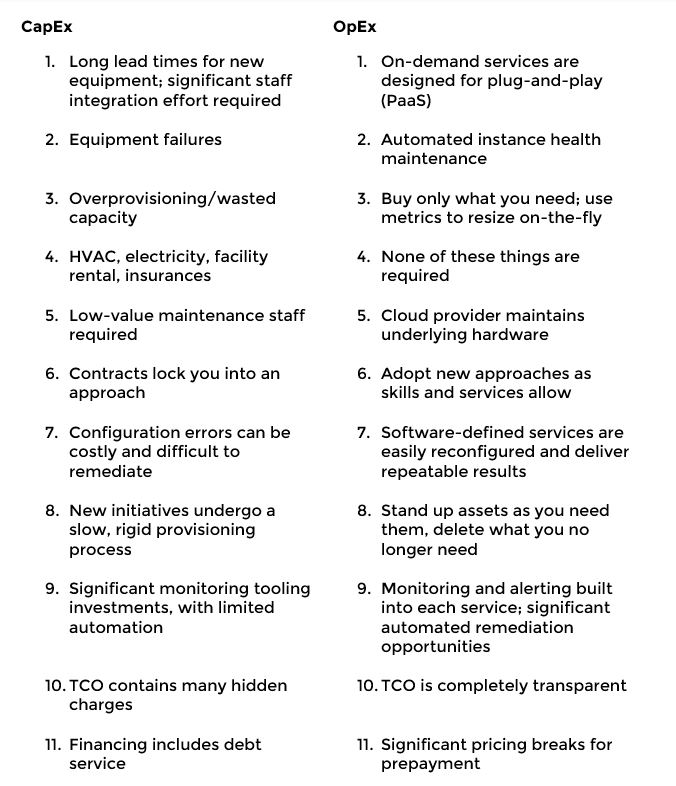 CapEx
1. Long lead times for new
equipment; significant staff
integration effort required
2. Equipment failures
3. Overprovisioning/wasted
capacity
4. HVAC, electricity, facility
rental, insurances
5. Low-value maintenance staff
required
6. Contracts lock you into an
approach
7. Configuration errors can be
costly and difficult to
remediate
8. New initiatives undergo a
slow, rigid provisioning
process
9. Significant monitoring tooling
investments, with limited
automation
10. TCO contains many hidden
charges
11. Financing includes debt
service
OpEx
1. On-demand services are
designed for plug-and-play
(PaaS)
2. Automated instance health
maintenance
3. Buy only what you need; use
metrics to resize on-the-fly
4. None of these things are
required
5. Cloud provider maintains
underlying hardware
6. Adopt new approaches as
skills and services allow
7. Software-defined services are
easily reconfigured and deliver
repeatable results
8. Stand up assets as you need
them, delete what you no
longer need
9. Monitoring and alerting built
into each service; significant
automated remediation
opportunities
10. TCO is completely transparent
11. Significant pricing breaks for
prepayment